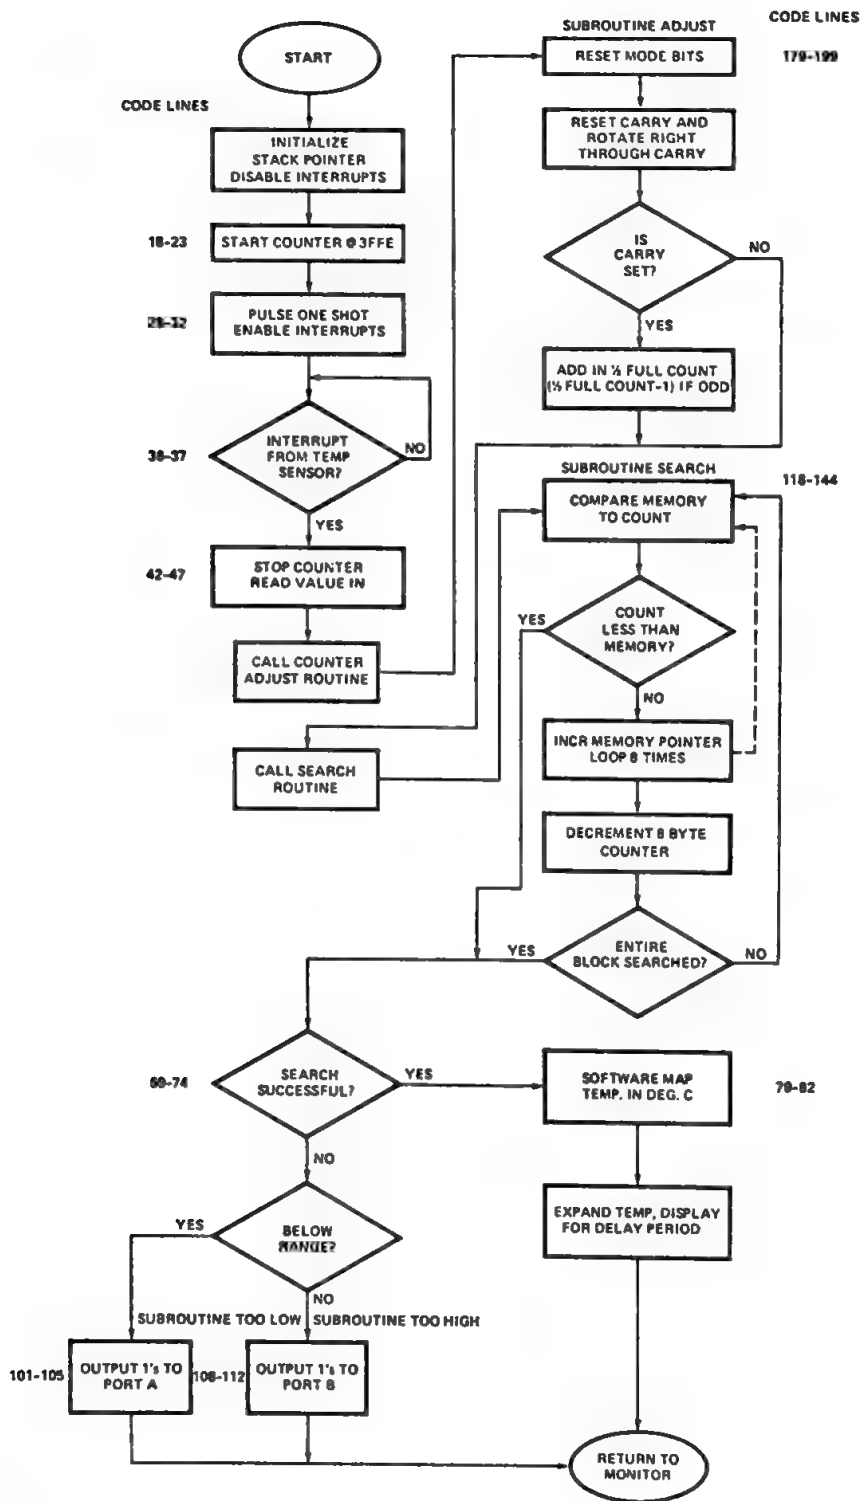 START
CODE LINES
INITIALIZE
STACK POINTER
DISABLE INTERRUPTS
18-23
START COUNTER @ 3FFE
PULSE ONE SHOT
ENABLE INTERRUPTS
36-37
INTERRUPT
FROM TEMP
SENSOR?
NO
YES
42-47
STOP COUNTER
READ VALUE IN
CALL COUNTER
ADJUST ROUTINE
CALL SEARCH
ROUTINE
SUBROUTINE ADJUST
CODE LINES
RESET MODE BITS
179-199
RESET CARRY AND
ROTATE RIGHT
THROUGH CARRY
IS
CARRY
SET?
NO
YES
ADD IN ½ FULL COUNT
(½ FULL COUNT-1) IF ODD
SUBROUTINE SEARCH
118-144
COMPARE MEMORY
TO COUNT
COUNT
LESS THAN
MEMORY?
YES
NO
INCR MEMORY POINTER
LOOP 8 TIMES
DECREMENT 8 BYTE
COUNTER
ENTIRE
BLOCK SEARCHED?
YES
NO
SEARCH
SUCCESSFUL?
YES
NO
SOFTWARE MAP
TEMP. IN DEG. C
79-82
EXPAND TEMP, DISPLAY
FOR DELAY PERIOD
BELOW
RANGE?
YES
NO
SUBROUTINE TOO LOW
SUBROUTINE TOO HIGH
101-105
OUTPUT 1's TO
PORT A
108-112
OUTPUT 1's TO
PORT B
RETURN TO
MONITOR